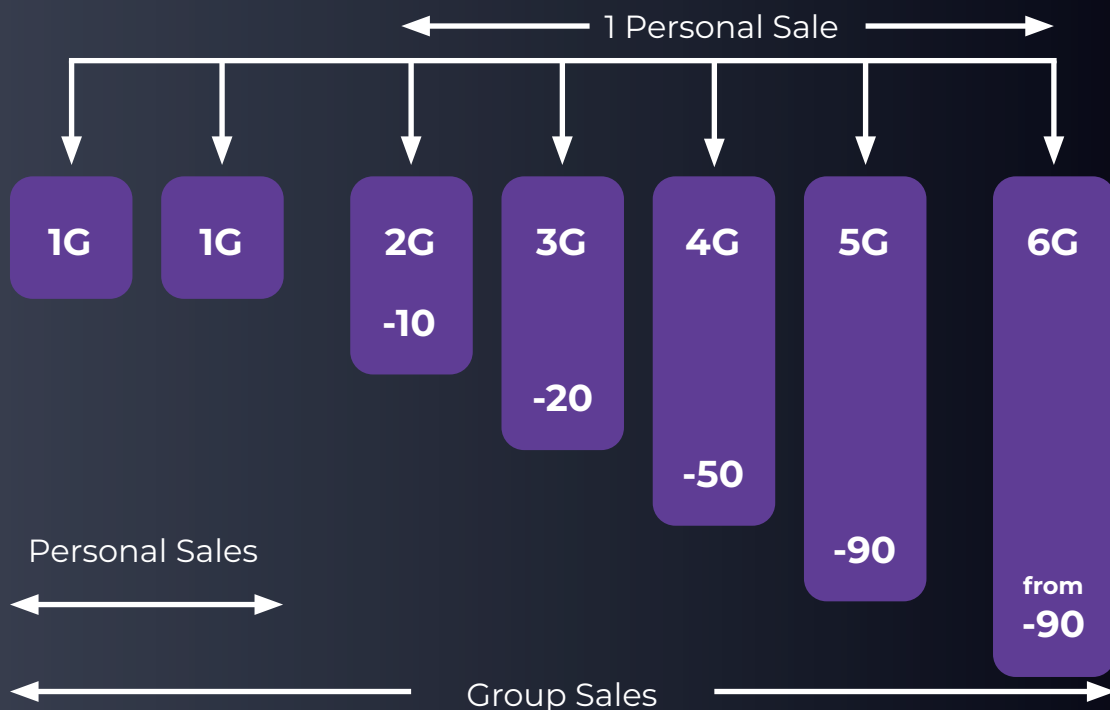 1 Personal Sale
1G
1G
2G
3G
4G
5G
6G
-10
-20
-50
-90
from
-90
Personal Sales
Group Sales